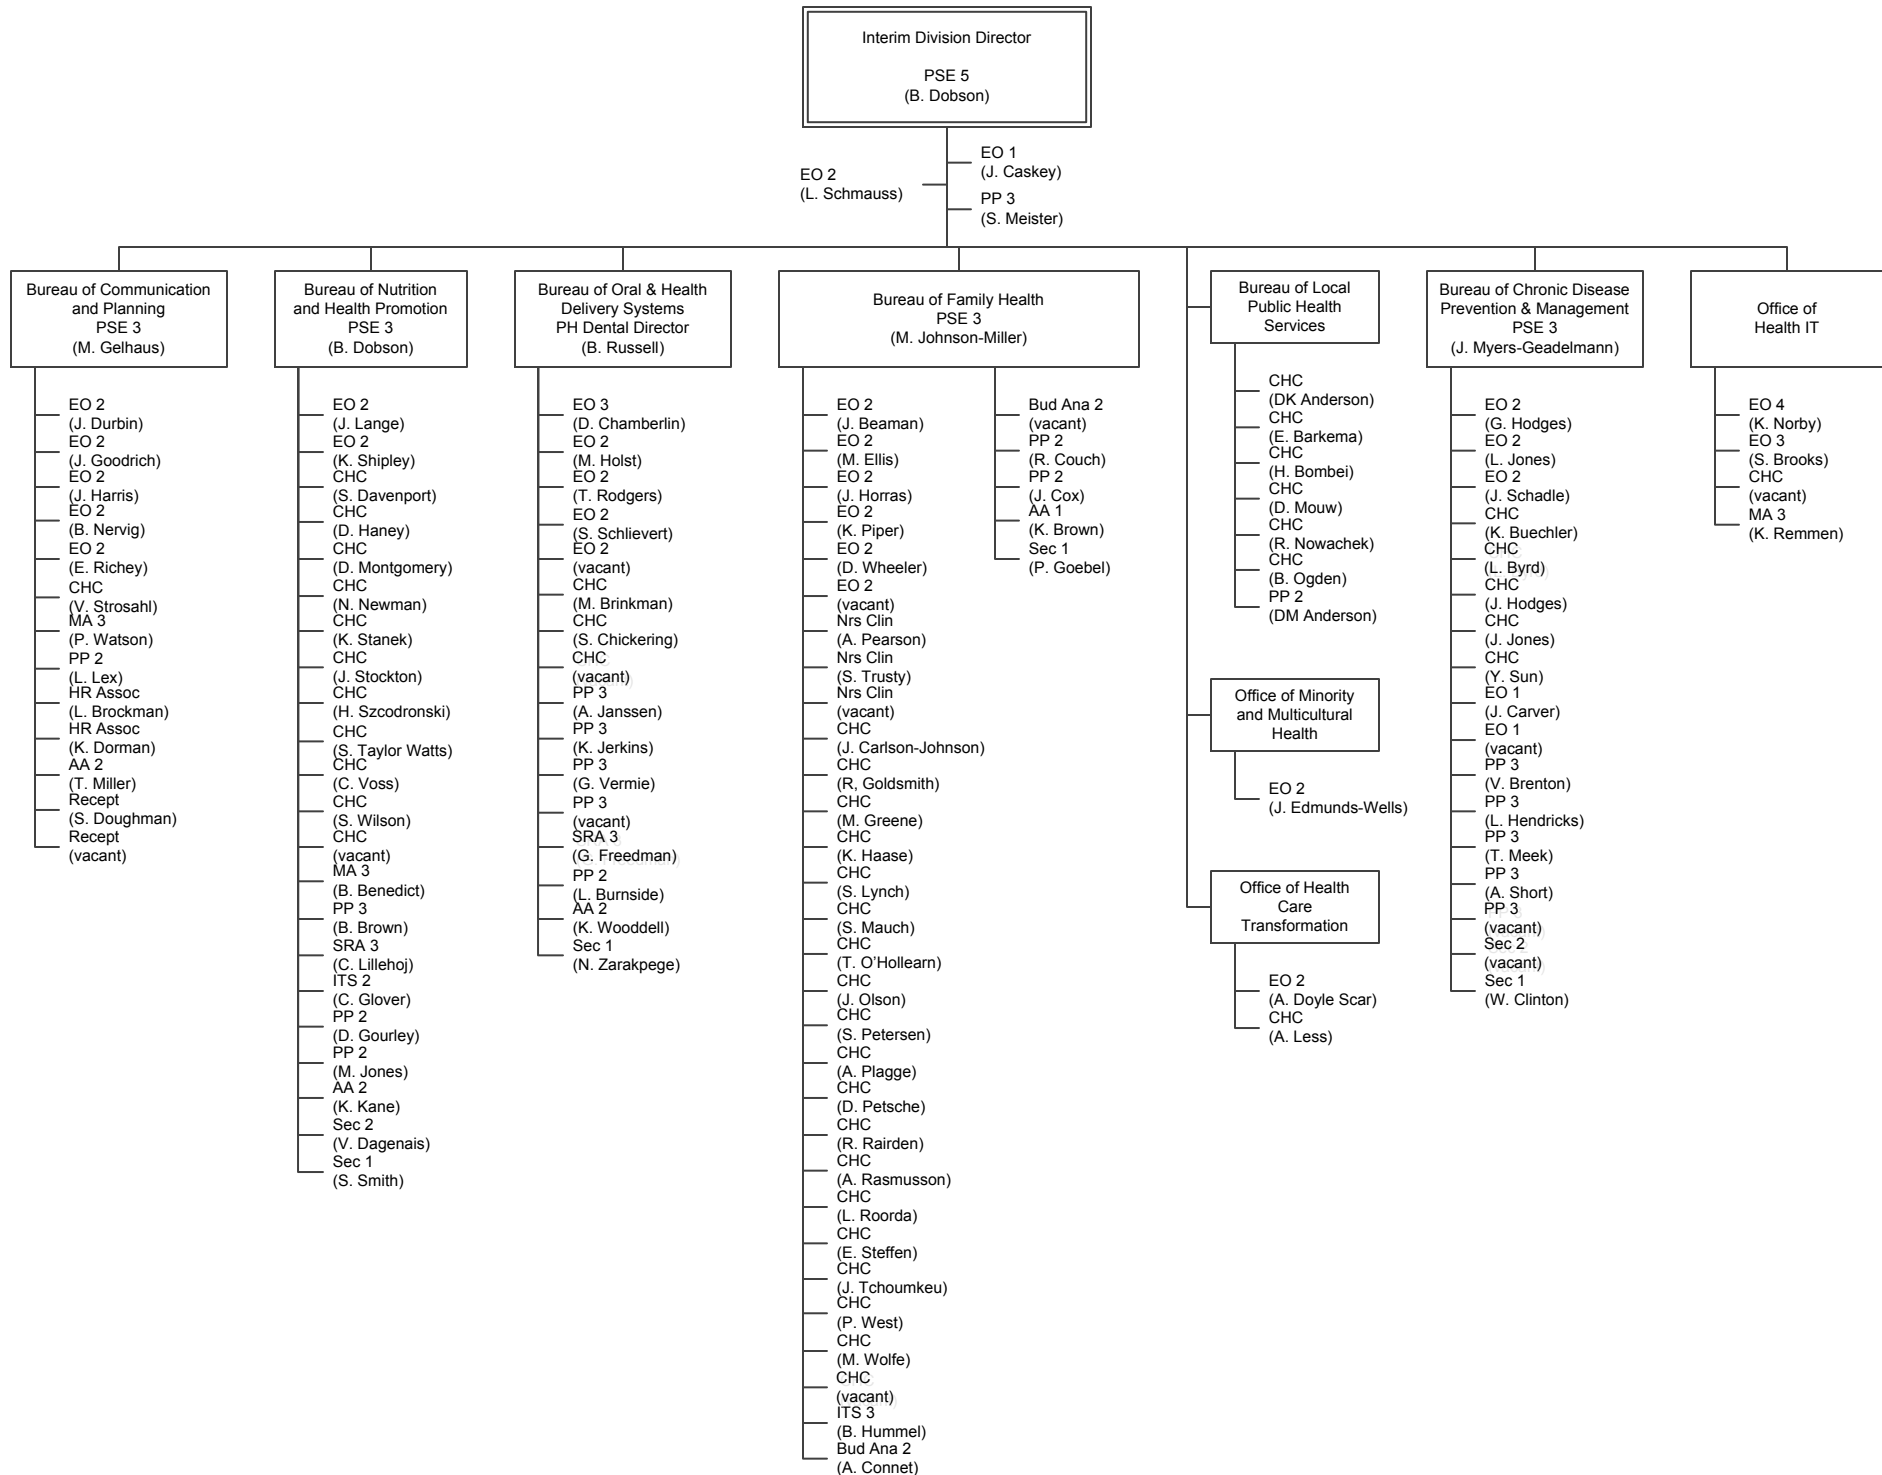 Interim Division Director
PSE 5
(B. Dobson)
EO 2
(L. Schmauss)
EO 1
(J. Caskey)
PP 3
(S. Meister)
Bureau of Communication
and Planning
PSE 3
(M. Gelhaus)
EO 2
(J. Durbin)
EO 2
(J. Goodrich)
EO 2
(J. Harris)
EO 2
(B. Nervig)
EO 2
(E. Richey)
CHC
(V. Strosahl)
MA 3
(P. Watson)
PP 2
(L. Lex)
HR Assoc
(L. Brockman)
HR Assoc
(K. Dorman)
AA 2
(T. Miller)
Recept
(S. Doughman)
Recept
(vacant)
Bureau of Nutrition
and Health Promotion
PSE 3
(B. Dobson)
EO 2
(J. Lange)
EO 2
(K. Shipley)
CHC
(S. Davenport)
CHC
(D. Haney)
CHC
(D. Montgomery)
CHC
(N. Newman)
CHC
(K. Stanek)
CHC
(J. Stockton)
CHC
(H. Szcodronski)
CHC
(S. Taylor Watts)
CHC
(C. Voss)
CHC
(S. Wilson)
CHC
(vacant)
MA 3
(B. Benedict)
PP 3
(B. Brown)
SRA 3
(C. Lillehoj)
ITS 2
(C. Glover)
PP 2
(D. Gourley)
PP 2
(M. Jones)
AA 2
(K. Kane)
Sec 2
(V. Dagenais)
Sec 1
(S. Smith)
Bureau of Oral & Health
Delivery Systems
PH Dental Director
(B. Russell)
EO 3
(D. Chamberlin)
EO 2
(M. Holst)
EO 2
(T. Rodgers)
EO 2
(S. Schlievert)
EO 2
(vacant)
CHC
(M. Brinkman)
CHC
(S. Chickering)
CHC
(vacant)
PP 3
(A. Janssen)
PP 3
(K. Jerkins)
PP 3
(G. Vermie)
PP 3
(vacant)
SRA 3
(G. Freedman)
PP 2
(L. Burnside)
AA 2
(K. Wooddell)
Sec 1
(N. Zarakpege)
Bureau of Family Health
PSE 3
(M. Johnson-Miller)
EO 2
(J. Beaman)
EO 2
(M. Ellis)
EO 2
(J. Horras)
EO 2
(K. Piper)
EO 2
(D. Wheeler)
EO 2
(vacant)
Nrs Clin
(A. Pearson)
Nrs Clin
(S. Trusty)
Nrs Clin
(vacant)
CHC
(J. Carlson-Johnson)
CHC
(R, Goldsmith)
CHC
(M. Greene)
CHC
(K. Haase)
CHC
(S. Lynch)
CHC
(S. Mauch)
CHC
(T. O'Hollearn)
CHC
(J. Olson)
CHC
(S. Petersen)
CHC
(A. Plagge)
CHC
(D. Petsche)
CHC
(R. Rairden)
CHC
(A. Rasmusson)
CHC
(L. Roorda)
CHC
(E. Steffen)
CHC
(J. Tchoumkeu)
CHC
(P. West)
CHC
(M. Wolfe)
CHC
(vacant)
ITS 3
(B. Hummel)
Bud Ana 2
(A. Connet)
Bud Ana 2
(vacant)
PP 2
(R. Couch)
PP 2
(J. Cox)
AA 1
(K. Brown)
Sec 1
(P. Goebel)
Bureau of Local
Public Health
Services
CHC
(DK Anderson)
CHC
(E. Barkema)
CHC
(H. Bombei)
CHC
(D. Mouw)
CHC
(R. Nowachek)
CHC
(B. Ogden)
PP 2
(DM Anderson)
Office of Minority
and Multicultural
Health
EO 2
(J. Edmunds-Wells)
Office of Health
Care
Transformation
EO 2
(A. Doyle Scar)
CHC
(A. Less)
Bureau of Chronic Disease
Prevention & Management
PSE 3
(J. Myers-Geadelmann)
EO 2
(G. Hodges)
EO 2
(L. Jones)
EO 2
(J. Schadle)
CHC
(K. Buechler)
CHC
(L. Byrd)
CHC
(J. Hodges)
CHC
(J. Jones)
CHC
(Y. Sun)
EO 1
(J. Carver)
EO 1
(vacant)
PP 3
(V. Brenton)
PP 3
(L. Hendricks)
PP 3
(T. Meek)
PP 3
(A. Short)
PP 3
(vacant)
Sec 2
(vacant)
Sec 1
(W. Clinton)
Office of
Health IT
EO 4
(K. Norby)
EO 3
(S. Brooks)
CHC
(vacant)
MA 3
(K. Remmen)